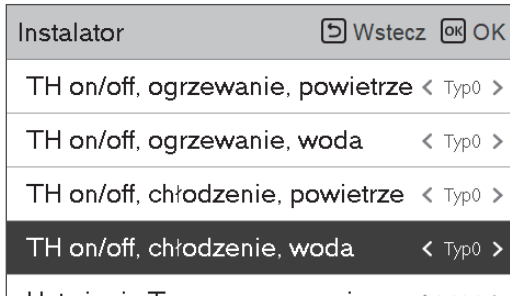 Instalator Wstecz OK OK
TH on/off, ogrzewanie, powietrze < Typ0 >
TH on/off, ogrzewanie, woda < Typ0 >
TH on/off, chłodzenie, powietrze < Typ0 >
TH on/off, chłodzenie, woda < Typ0 >